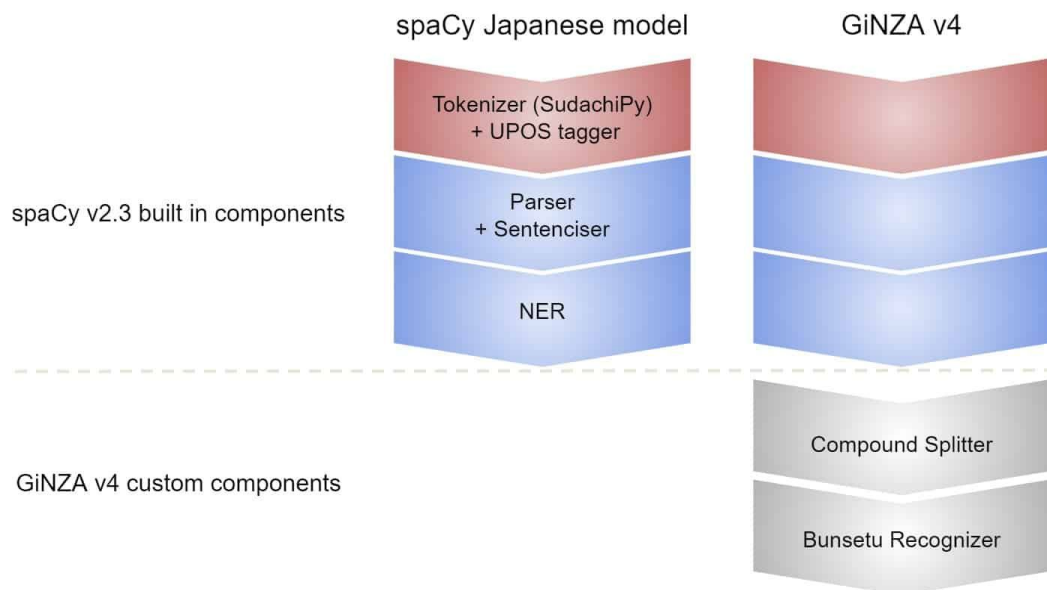 spaCy Japanese model
GiNZA v4
Tokenizer (SudachiPy)
+ UPOS tagger
spaCy v2.3 built in components
Parser
+ Sentenciser
NER
Compound Splitter
GiNZA v4 custom components
Bunsetu Recognizer